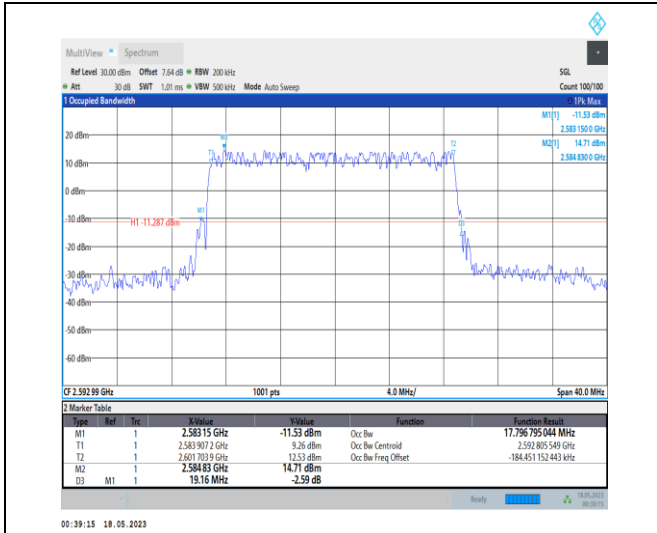 MultiView Spectrum
Ref Level 30.00 dBm Offset 7.64 dB RBW 200 kHz SGL
Att 30 dB SWT 1.01 ms VBW 500 kHz Mode Auto Sweep Count 100/100
1 Occupied Bandwidth 1Pk Max
M1[1] -11.53 dBm
2.583 150 0 GHz
M2[1] 14.71 dBm
2.584 830 0 GHz
20 dBm
M2
T1
T2
10 dBm
0 dBm
M1
-10 dBm
H1 -11.287 dBm
D3
-20 dBm
-30 dBm
-40 dBm
-50 dBm
-60 dBm
CF 2.592 99 GHz 1001 pts 4.0 MHz/ Span 40.0 MHz
2 Marker Table
Type Ref Trc X-Value Y-Value Function Function Result
M1 1 2.583 15 GHz -11.53 dBm Occ Bw 17.796 795 044 MHz
T1 1 2.583 907 2 GHz 9.26 dBm Occ Bw Centroid 2.592 805 549 GHz
T2 1 2.601 703 9 GHz 12.53 dBm Occ Bw Freq Offset -184.451 152 443 kHz
M2 1 2.584 83 GHz 14.71 dBm
D3 M1 1 19.16 MHz -2.59 dB
Ready 18.05.2023
00:39:15
00:39:15 18.05.2023